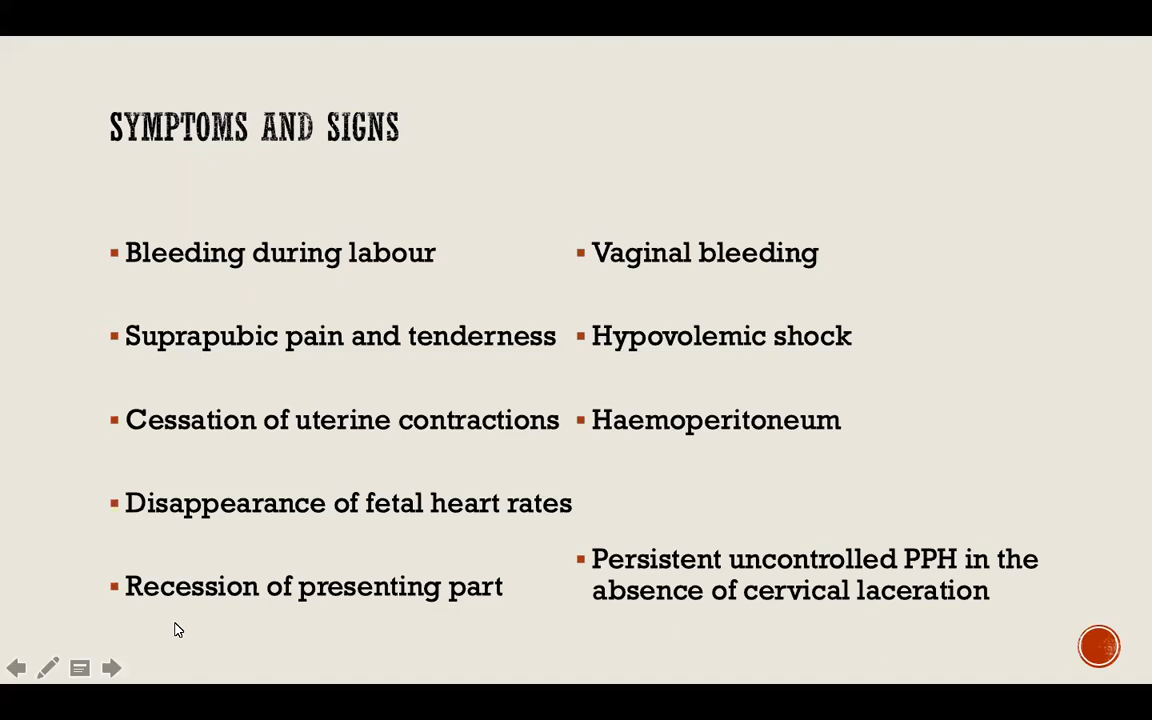 SYMPTOMS AND SIGNS
Bleeding during labour
Suprapubic pain and tenderness
Cessation of uterine contractions
Disappearance of fetal heart rates
Recession of presenting part
Vaginal bleeding
Hypovolemic shock
Haemoperitoneum
Persistent uncontrolled PPH in the
absence of cervical laceration